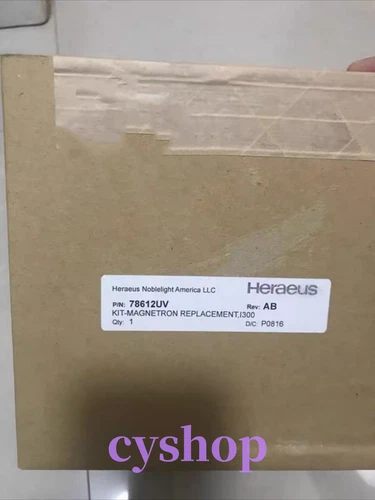 Heraeus Noblelight America LLC
Heraeus
P/N: 78612UV
Rev: AB
KIT-MAGNETRON REPLACEMENT,I300
Qty: 1
D/C: P0816
cyshop